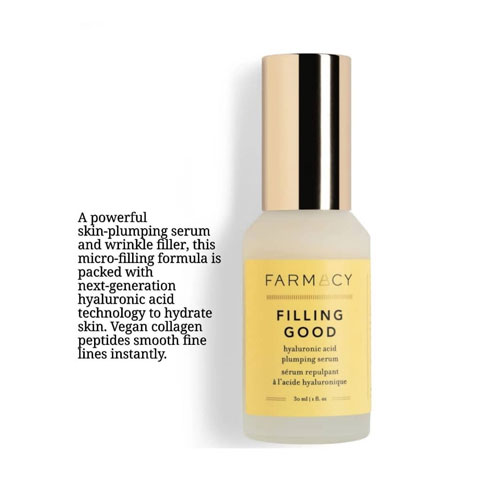 A powerful
skin-plumping serum
and wrinkle filler, this
micro-filling formula is
packed with
next-generation
hyaluronic acid
technology to hydrate
skin. Vegan collagen
peptides smooth fine
lines instantly.
FARMACY
FILLING
GOOD
hyaluronic acid
plumping serum
sérum repulpant
à l'acide hyaluronique
30 ml | 1 fl. oz